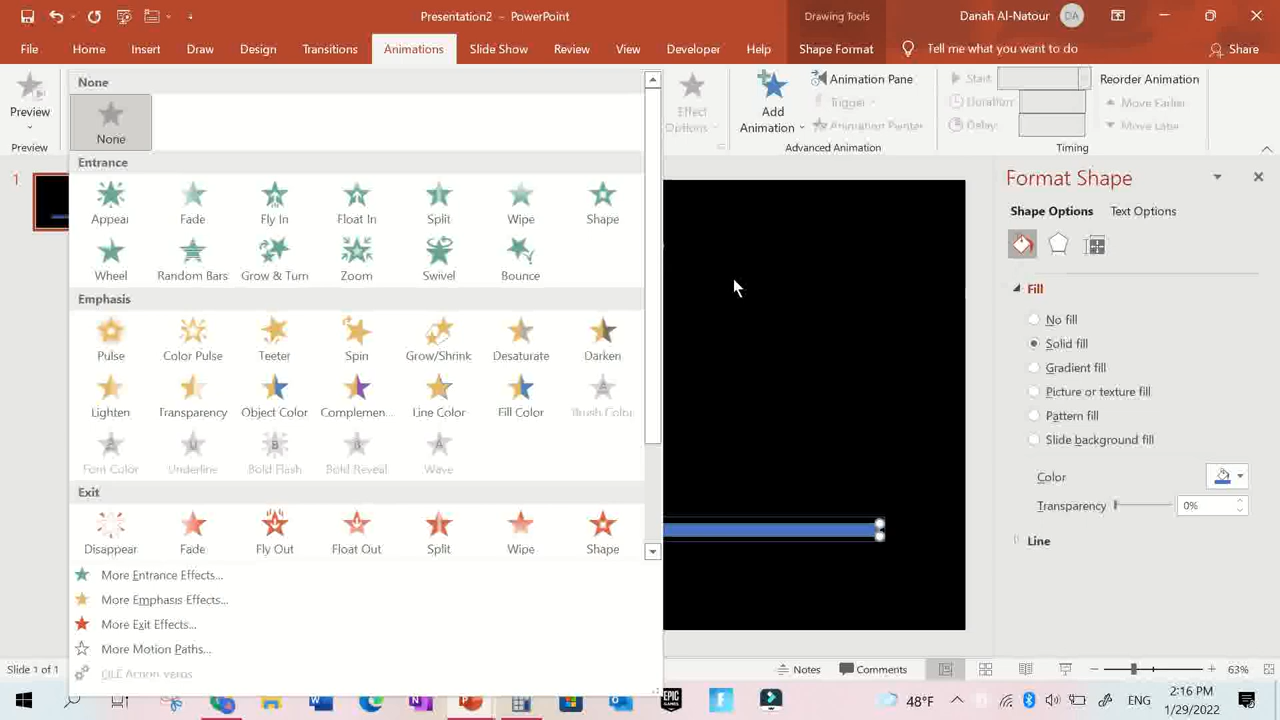 Presentation2 - PowerPoint
Drawing Tools
Danah Al-Natour
DA
File Home Insert Draw Design Transitions Animations Slide Show Review View Developer Help Shape Format Tell me what you want to do Share
None
Preview
Preview
None
Entrance
Appear Fade Fly In Float In Split Wipe Shape
Wheel Random Bars Grow & Turn Zoom Swivel Bounce
Emphasis
Pulse Color Pulse Teeter Spin Grow/Shrink Desaturate Darken
Lighten Transparency Object Color Complemen... Line Color Fill Color Brush Color
Font Color Underline Bold Flash Bold Reveal Wave
Exit
Disappear Fade Fly Out Float Out Split Wipe Shape
More Entrance Effects...
More Emphasis Effects...
More Exit Effects...
More Motion Paths...
Effect
Options
Add
Animation
Animation Pane
Trigger
Animation Painter
Advanced Animation
Start:
Duration:
Delay:
Reorder Animation
Move Earlier
Move Later
Timing
1
Format Shape
Shape Options Text Options
Fill
No fill
Solid fill
Gradient fill
Picture or texture fill
Pattern fill
Slide background fill
Color
Transparency 0%
Line
Slide 1 of 1
Notes Comments 63%
EPIC
GAMES
48°F
ENG
2:16 PM
1/29/2022